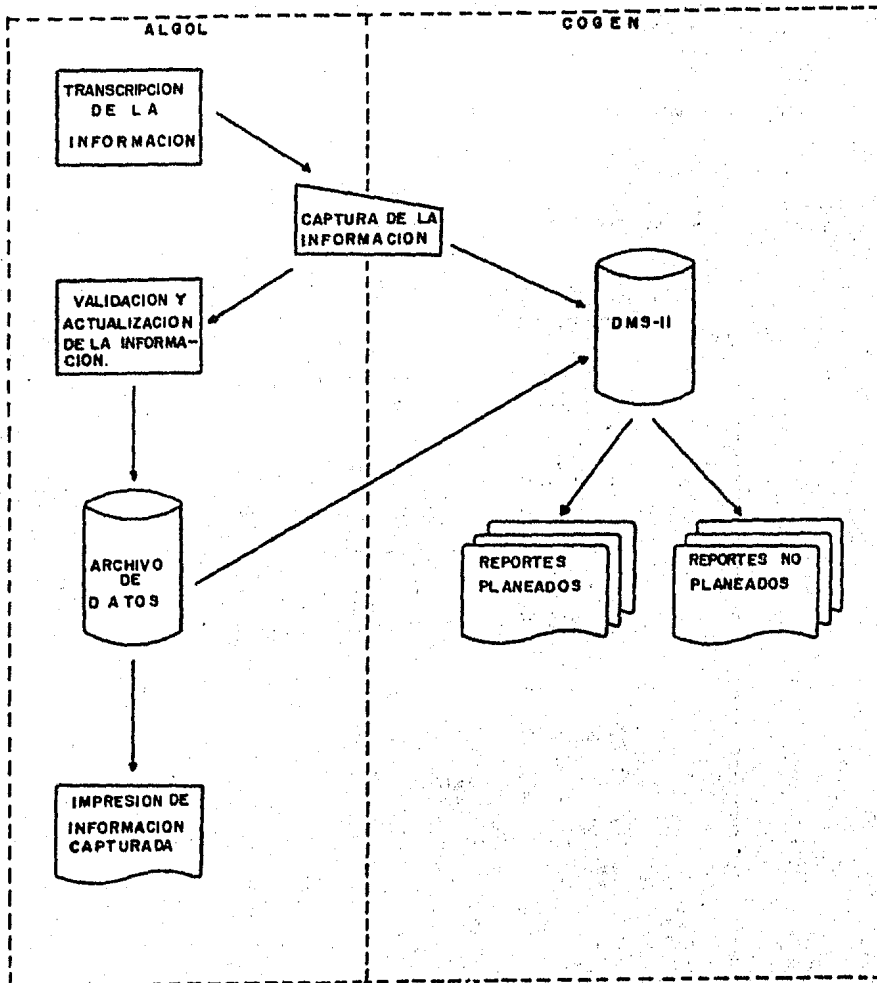 ALGOL
COGEN
TRANSCRIPCION
DE LA
INFORMACION
CAPTURA DE LA
INFORMACION
VALIDACION Y
ACTUALIZACION
DE LA INFORMA-
CION.
DMS-II
ARCHIVO
DE
DATOS
REPORTES
PLANEADOS
REPORTES NO
PLANEADOS
IMPRESION DE
INFORMACION
CAPTURADA